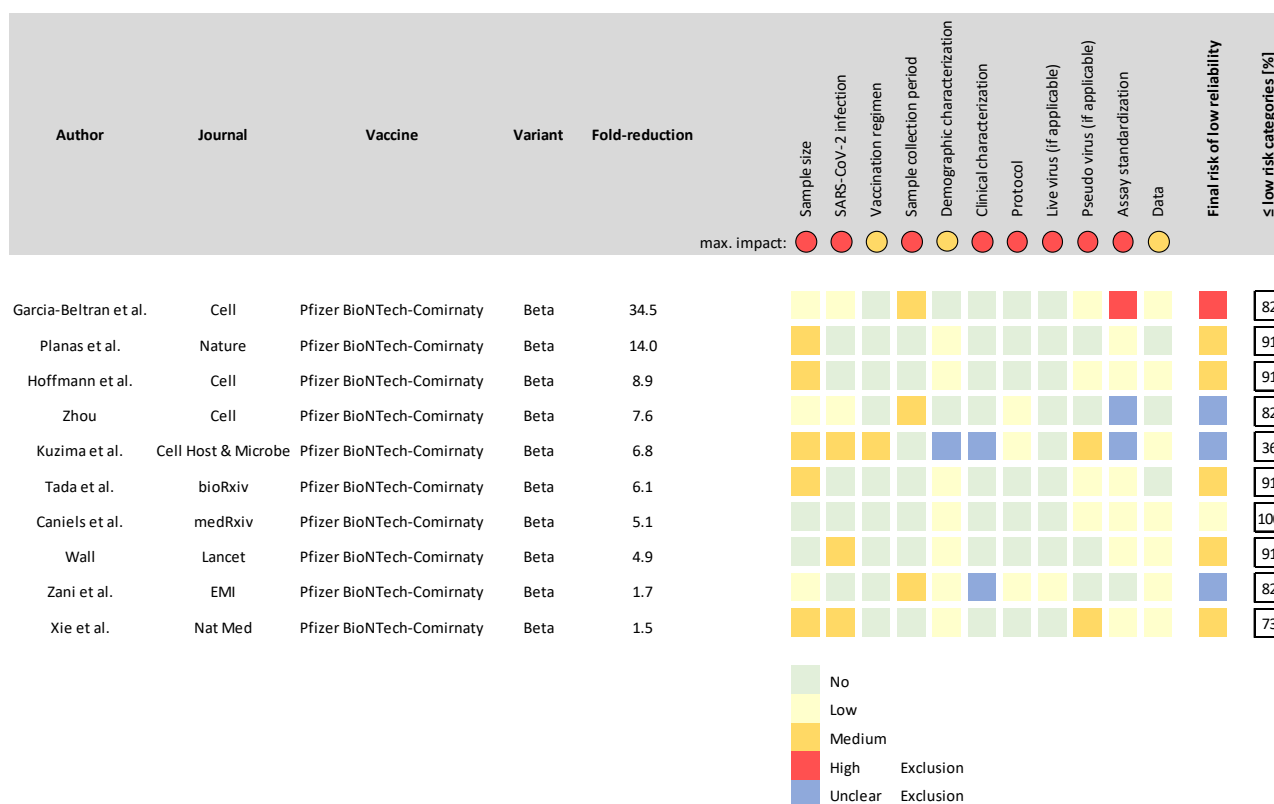 Author Journal Vaccine Variant Fold-reduction Sample size SARS-CoV-2 infection Vaccination regimen Sample collection period Demographic characterization Clinical characterization Protocol Live virus (if applicable) Pseudo virus (if applicable) Assay standardization Data Final risk of low reliability ≤ low risk categories [%]
max. impact:
Garcia-Beltran et al. Cell Pfizer BioNTech-Comirnaty Beta 34.5 82
Planas et al. Nature Pfizer BioNTech-Comirnaty Beta 14.0 91
Hoffmann et al. Cell Pfizer BioNTech-Comirnaty Beta 8.9 91
Zhou Cell Pfizer BioNTech-Comirnaty Beta 7.6 82
Kuzima et al. Cell Host & Microbe Pfizer BioNTech-Comirnaty Beta 6.8 36
Tada et al. bioRxiv Pfizer BioNTech-Comirnaty Beta 6.1 91
Caniels et al. medRxiv Pfizer BioNTech-Comirnaty Beta 5.1 100
Wall Lancet Pfizer BioNTech-Comirnaty Beta 4.9 91
Zani et al. EMI Pfizer BioNTech-Comirnaty Beta 1.7 82
Xie et al. Nat Med Pfizer BioNTech-Comirnaty Beta 1.5 73
No
Low
Medium
High Exclusion
Unclear Exclusion